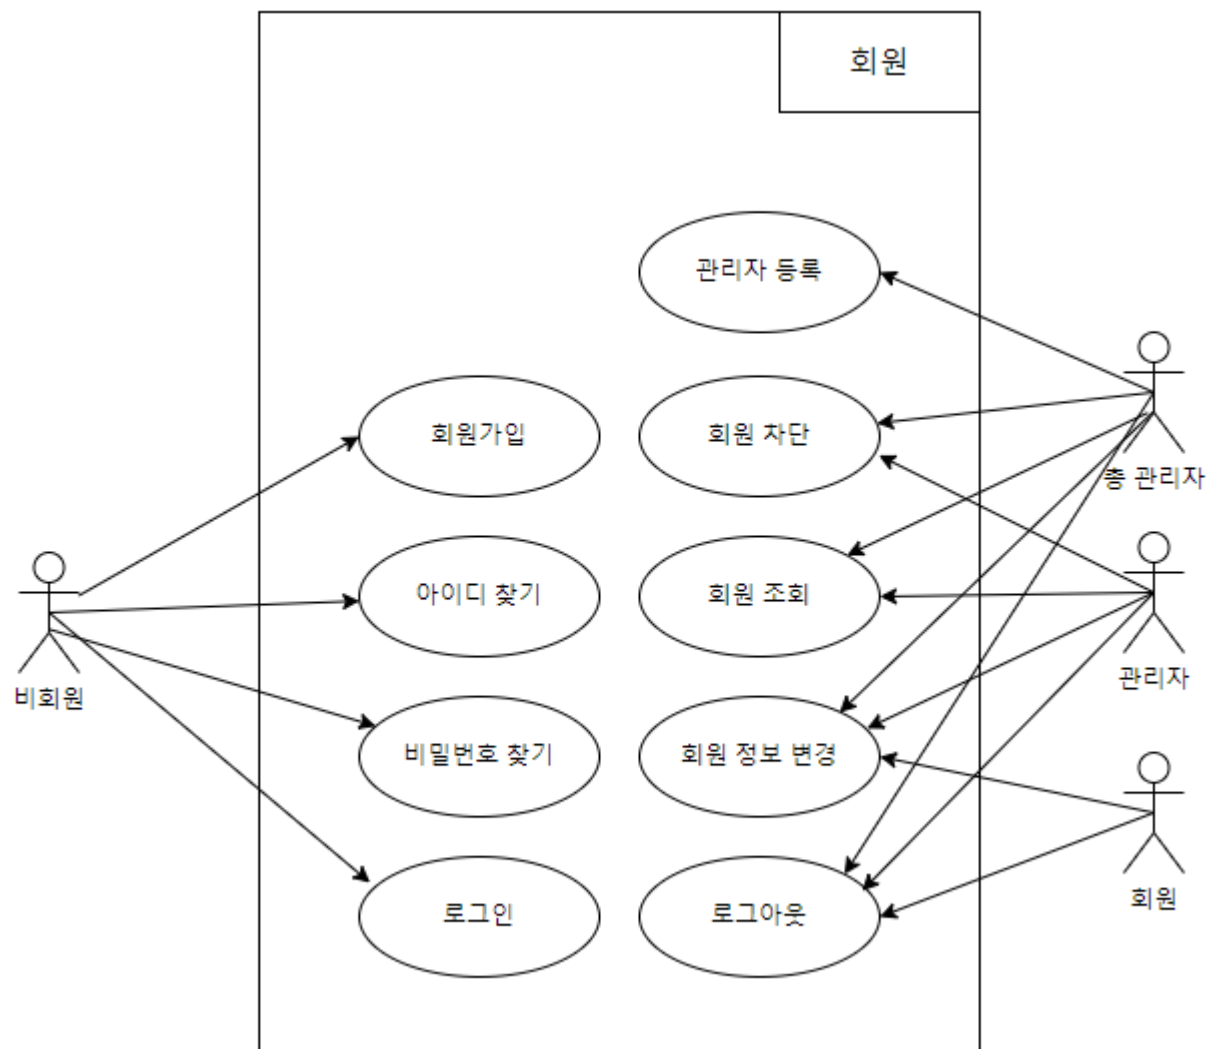 회원
관리자 등록
회원가입
회원 차단
총 관리자
아이디 찾기
회원 조회
비회원
관리자
비밀번호 찾기
회원 정보 변경
로그인
로그아웃
회원